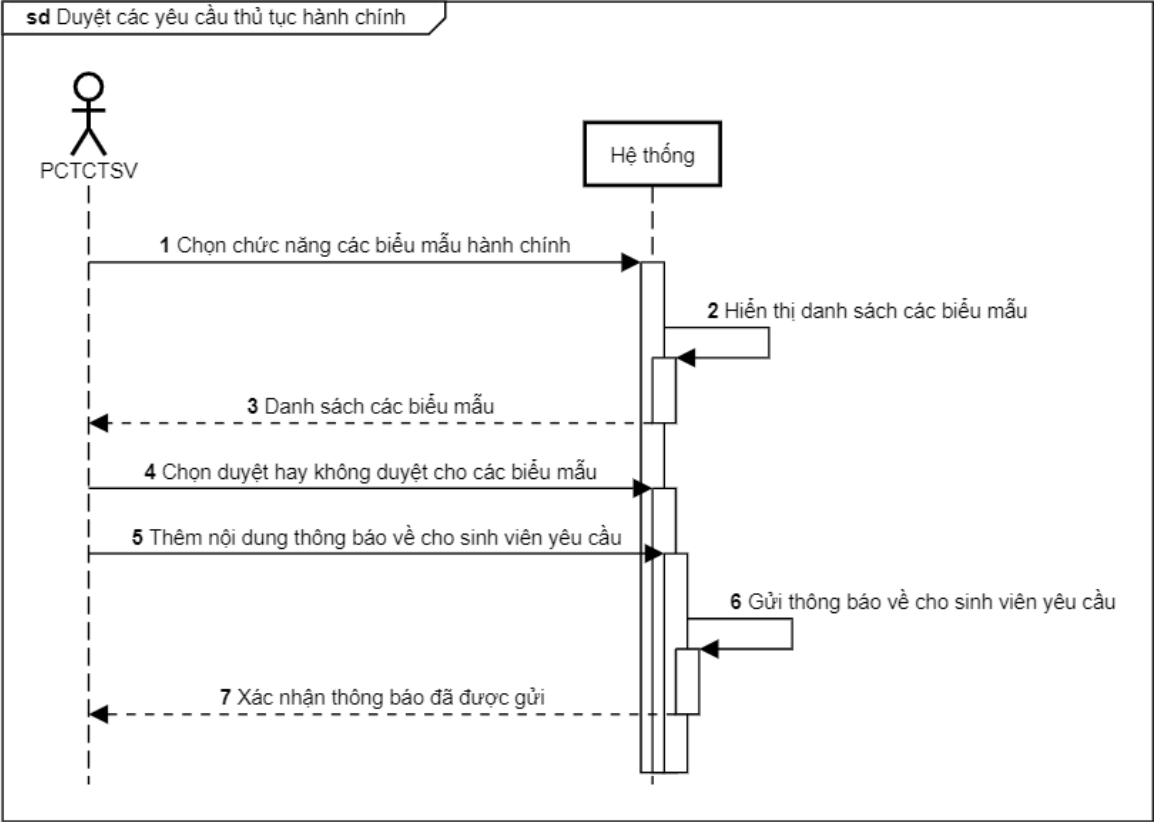 sd Duyệt các yêu cầu thủ tục hành chính
PCTCTSV
Hệ thống
1 Chọn chức năng các biểu mẫu hành chính
2 Hiển thị danh sách các biểu mẫu
3 Danh sách các biểu mẫu
4 Chọn duyệt hay không duyệt cho các biểu mẫu
5 Thêm nội dung thông báo về cho sinh viên yêu cầu
6 Gửi thông báo về cho sinh viên yêu cầu
7 Xác nhận thông báo đã được gửi